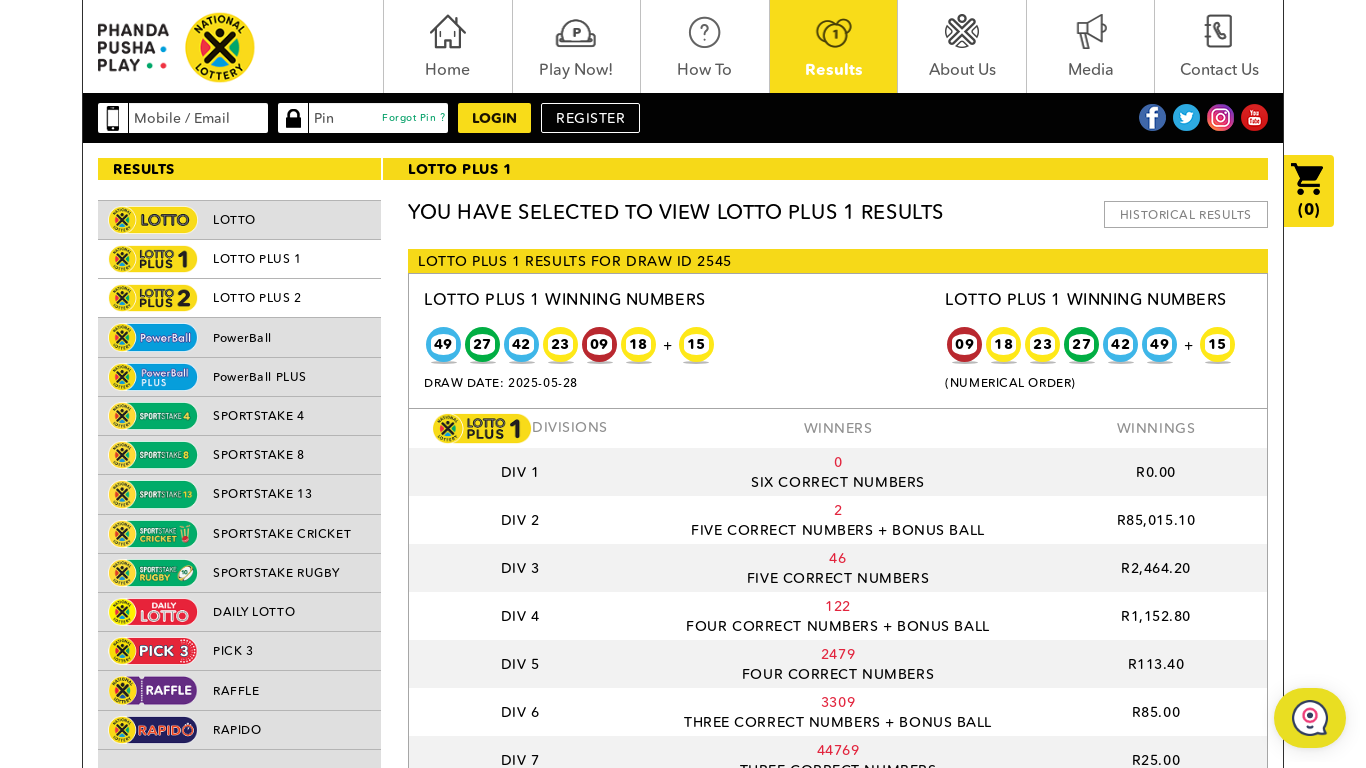 PHANDA
PUSHA
PLAY
NATIONAL
LOTTERY
Home
P
Play Now!
?
How To
1
Results
About Us
Media
Contact Us
Mobile / Email
Pin
Forgot Pin ?
LOGIN
REGISTER
You
Tube
(0)
RESULTS
LOTTO PLUS 1
LOTTO
LOTTO
LOTTO
PLUS 1
LOTTO PLUS 1
LOTTO
PLUS 2
LOTTO PLUS 2
PowerBall
PowerBall
PowerBall
PLUS
PowerBall PLUS
SPORTSTAKE 4
SPORTSTAKE 4
SPORTSTAKE 8
SPORTSTAKE 8
SPORTSTAKE 13
SPORTSTAKE 13
SPORTSTAKE
CRICKET
SPORTSTAKE CRICKET
SPORTSTAKE
RUGBY
SPORTSTAKE RUGBY
DAILY
LOTTO
DAILY LOTTO
PICK 3
PICK 3
RAFFLE
RAFFLE
RAPIDO
RAPIDO
YOU HAVE SELECTED TO VIEW LOTTO PLUS 1 RESULTS
HISTORICAL RESULTS
LOTTO PLUS 1 RESULTS FOR DRAW ID 2545
LOTTO PLUS 1 WINNING NUMBERS
49 27 42 23 09 18 + 15
DRAW DATE: 2025-05-28
LOTTO PLUS 1 WINNING NUMBERS
09 18 23 27 42 49 + 15
(NUMERICAL ORDER)
LOTTO
PLUS 1
DIVISIONS WINNERS WINNINGS
DIV 1
0
SIX CORRECT NUMBERS
R0.00
DIV 2
2
FIVE CORRECT NUMBERS + BONUS BALL
R85,015.10
DIV 3
46
FIVE CORRECT NUMBERS
R2,464.20
DIV 4
122
FOUR CORRECT NUMBERS + BONUS BALL
R1,152.80
DIV 5
2479
FOUR CORRECT NUMBERS
R113.40
DIV 6
3309
THREE CORRECT NUMBERS + BONUS BALL
R85.00
DIV 7
44769
THREE CORRECT NUMBERS
R25.00